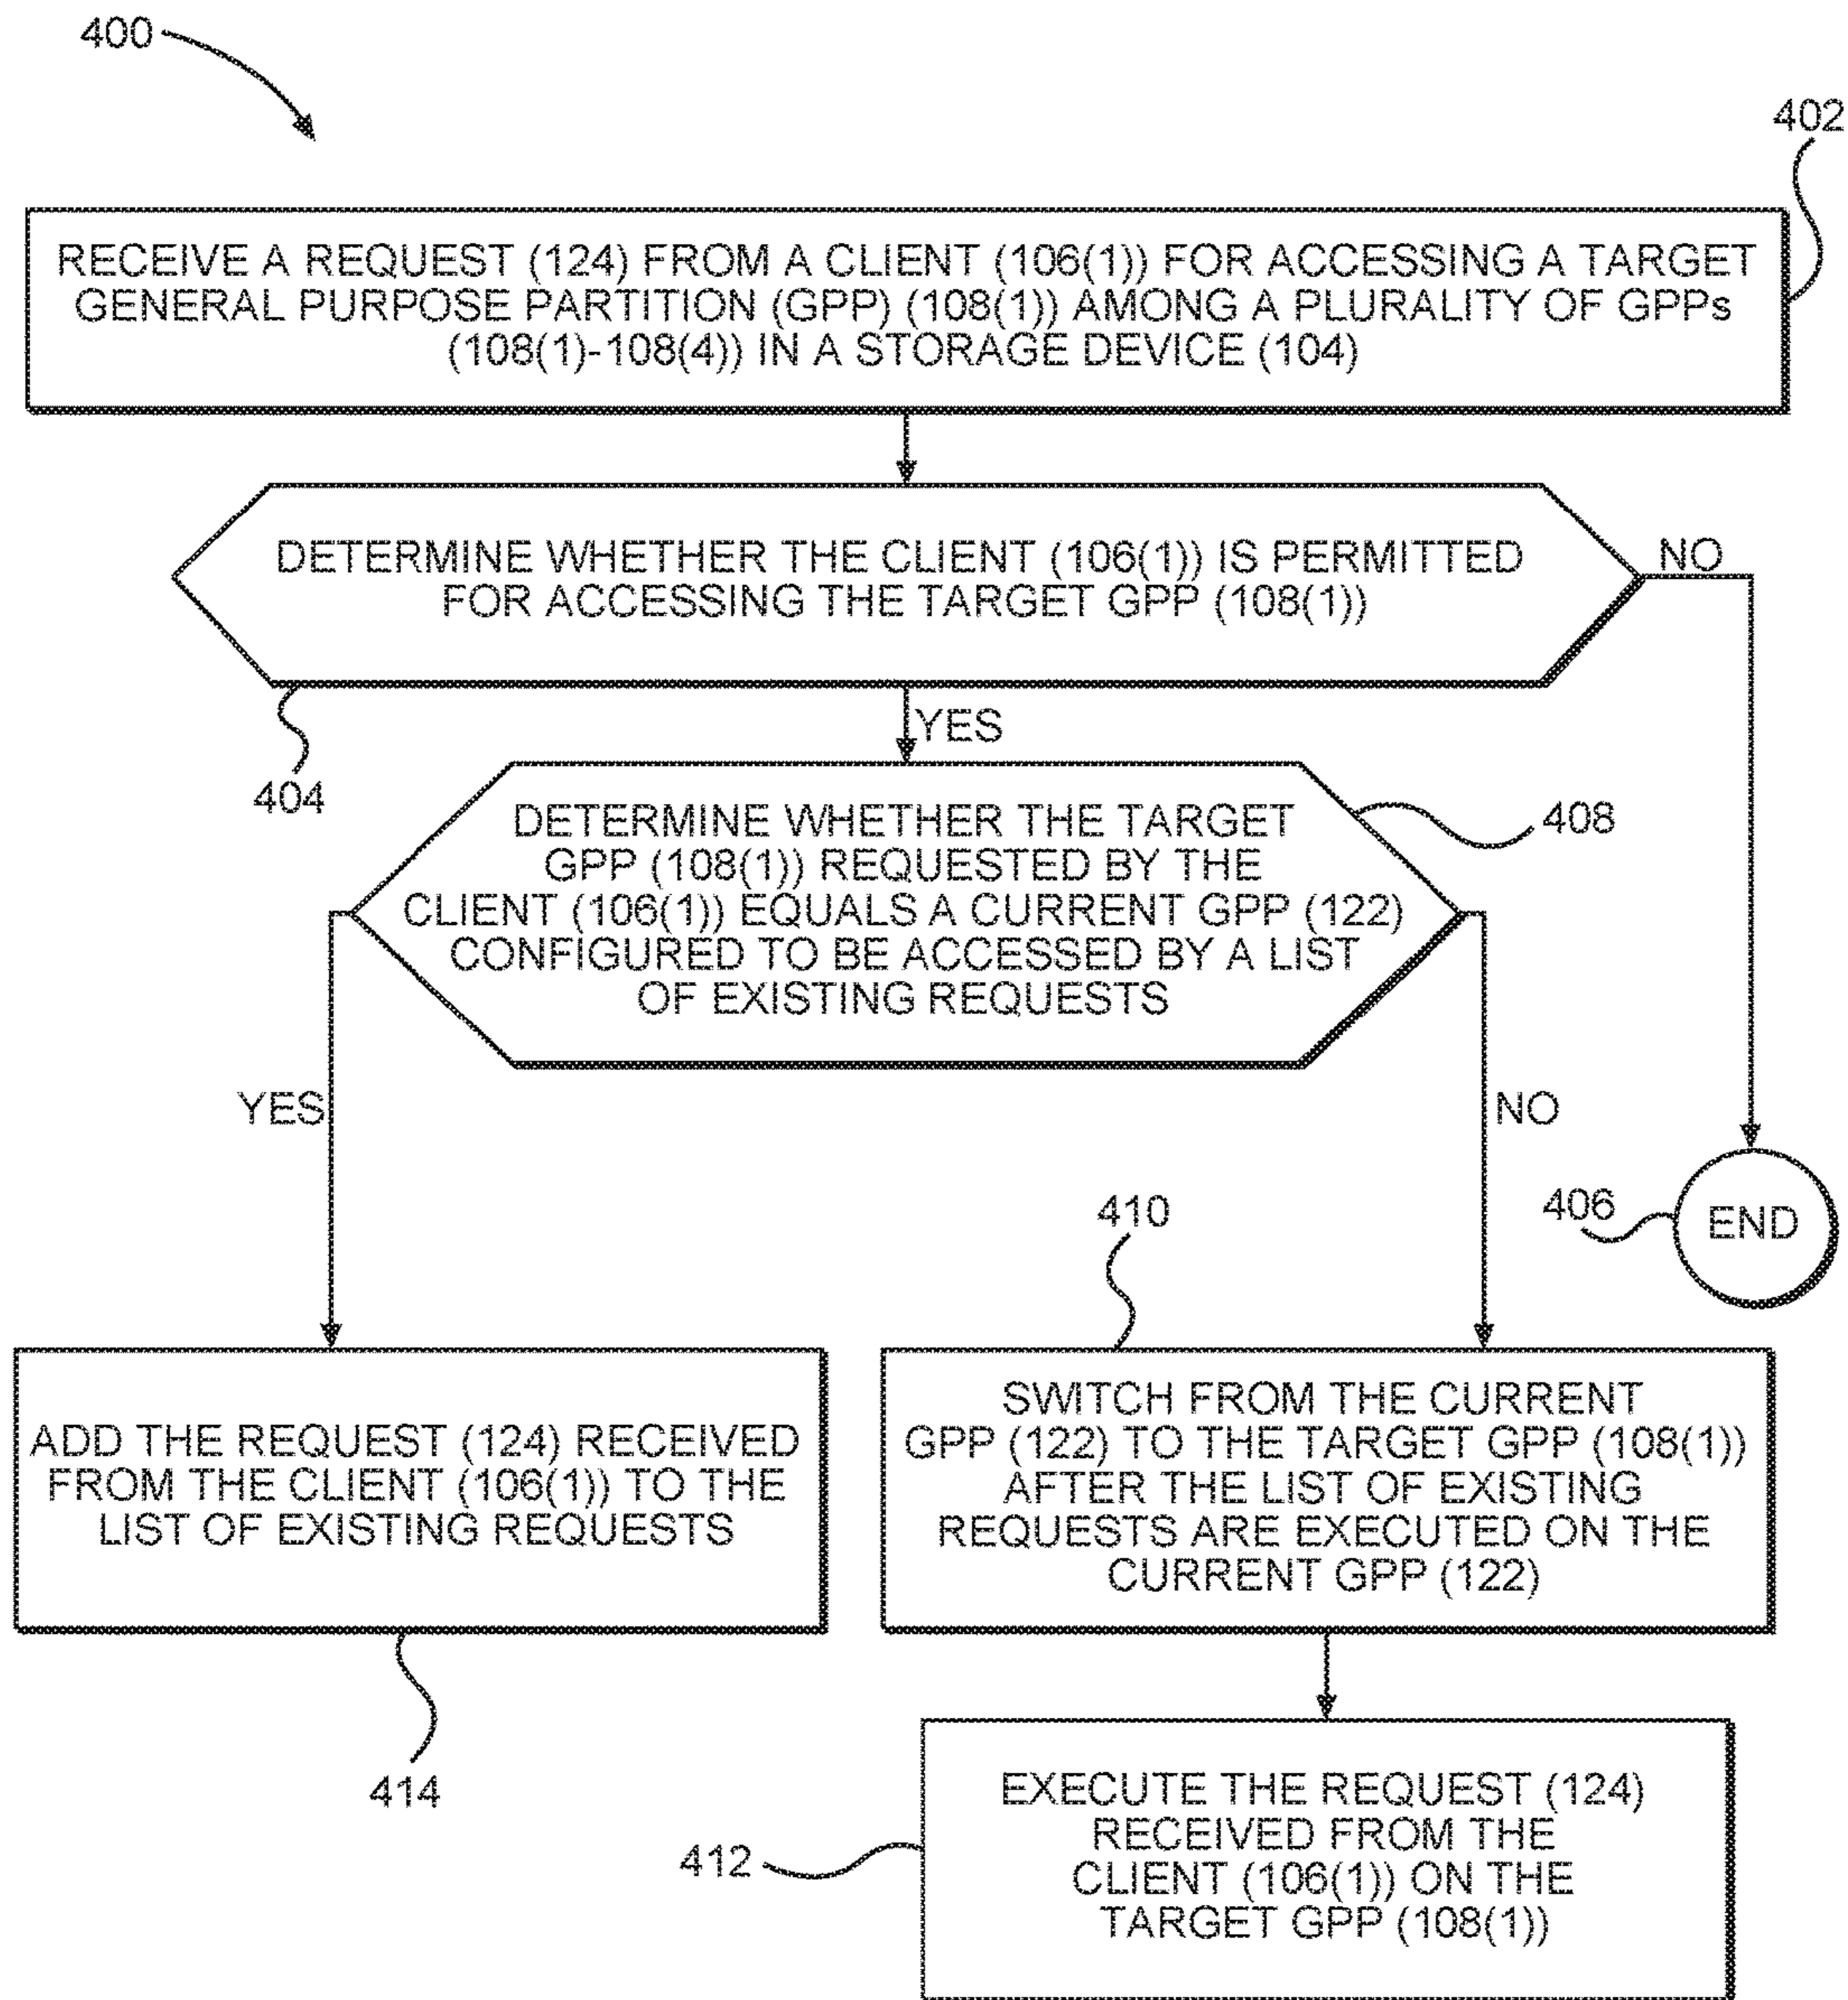 400
402
RECEIVE A REQUEST (124) FROM A CLIENT (106(1)) FOR ACCESSING A TARGET
GENERAL PURPOSE PARTITION (GPP) (108(1)) AMONG A PLURALITY OF GPPs
(108(1)-108(4)) IN A STORAGE DEVICE (104)
DETERMINE WHETHER THE CLIENT (106(1)) IS PERMITTED
FOR ACCESSING THE TARGET GPP (108(1))
NO
YES
404
DETERMINE WHETHER THE TARGET
GPP (108(1)) REQUESTED BY THE
CLIENT (106(1)) EQUALS A CURRENT GPP (122)
CONFIGURED TO BE ACCESSED BY A LIST
OF EXISTING REQUESTS
408
YES
NO
406
END
410
ADD THE REQUEST (124) RECEIVED
FROM THE CLIENT (106(1)) TO THE
LIST OF EXISTING REQUESTS
414
SWITCH FROM THE CURRENT
GPP (122) TO THE TARGET GPP (108(1))
AFTER THE LIST OF EXISTING
REQUESTS ARE EXECUTED ON THE
CURRENT GPP (122)
412
EXECUTE THE REQUEST (124)
RECEIVED FROM THE
CLIENT (106(1)) ON THE
TARGET GPP (108(1))